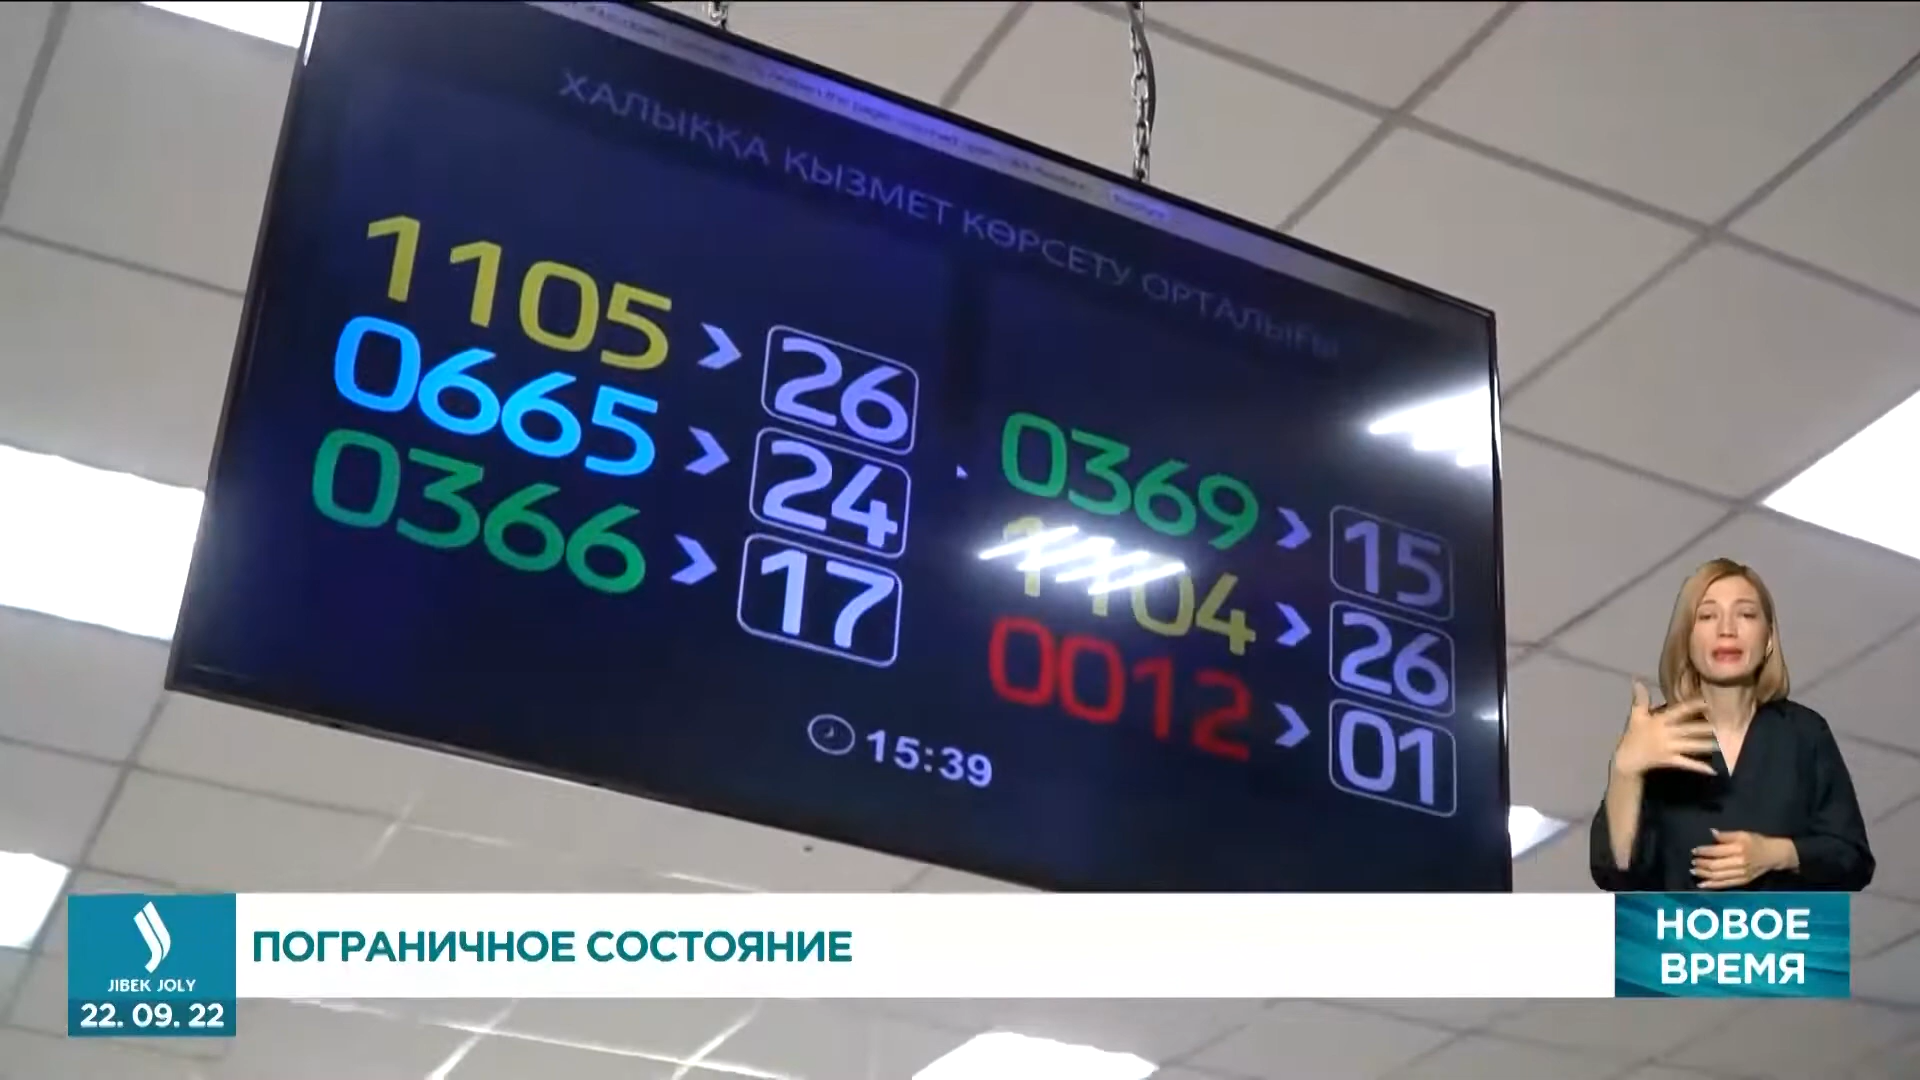 ХАЛЫҚҚА ҚЫЗМЕТ КӨРСЕТУ ОРТАЛЫҒЫ
1105 > 26
0665 > 24
0366 > 17
0369 > 15
1104 > 26
0012 > 01
15:39
JIBEK JOLY
22. 09. 22
ПОГРАНИЧНОЕ СОСТОЯНИЕ
НОВОЕ
ВРЕМЯ